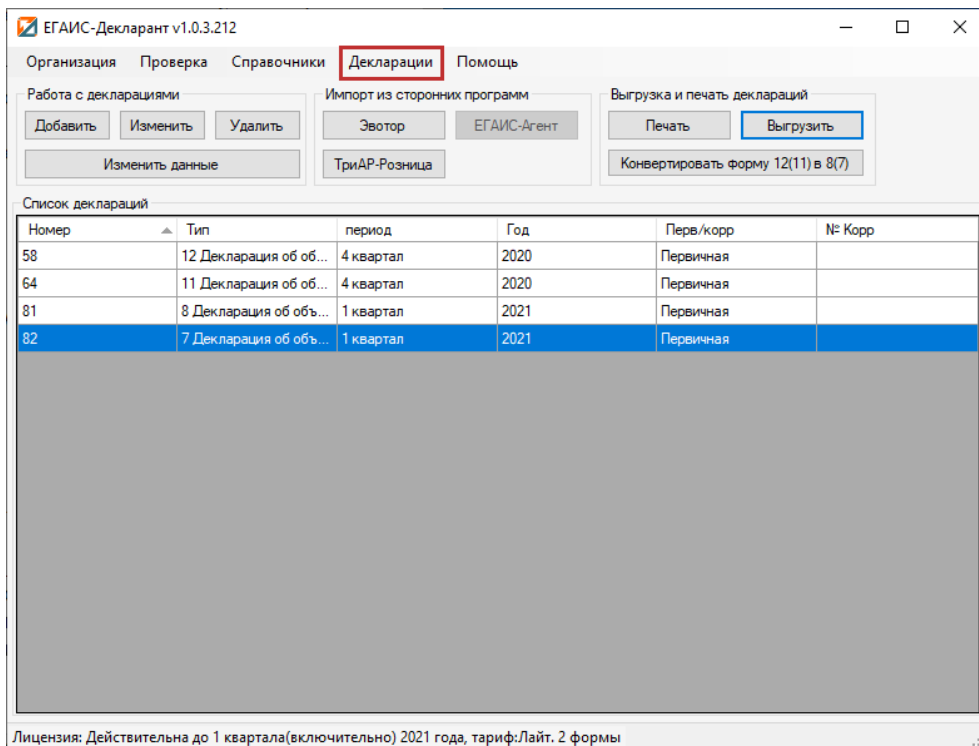 ЕГАИС-Декларант v1.0.3.212
Организация Проверка Справочники Декларации Помощь
Работа с декларациями Импорт из сторонних программ Выгрузка и печать деклараций
Добавить Изменить Удалить Эвотор ЕГАИС-Агент Печать Выгрузить
Изменить данные ТриАР-Розница Конвертировать форму 12(11) в 8(7)
Список деклараций
Номер Тип период Год Перв/корр № Корр
58 12 Декларация об об... 4 квартал 2020 Первичная
64 11 Декларация об об... 4 квартал 2020 Первичная
81 8 Декларация об объ... 1 квартал 2021 Первичная
82 7 Декларация об объ... 1 квартал 2021 Первичная
Лицензия: Действительна до 1 квартала(включительно) 2021 года, тариф:Лайт. 2 формы